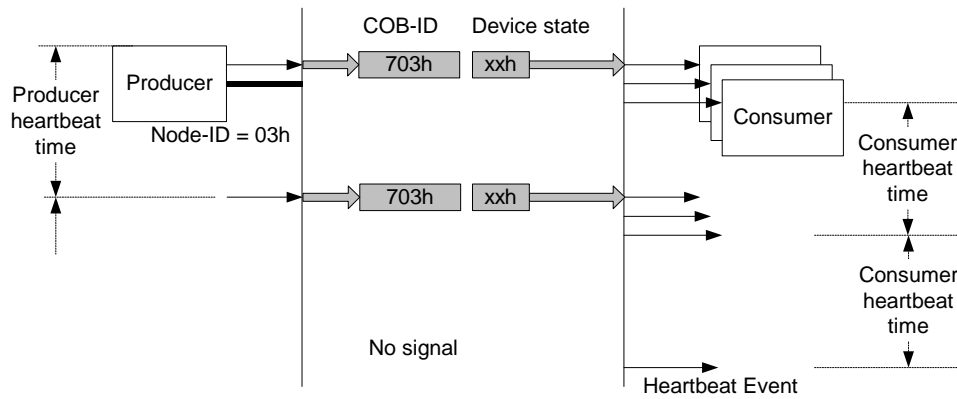 COB-ID Device state
703h xxh
Producer
Producer
heartbeat
time
Node-ID = 03h
Consumer
Consumer
heartbeat
time
703h xxh
Consumer
heartbeat
time
No signal
Heartbeat Event